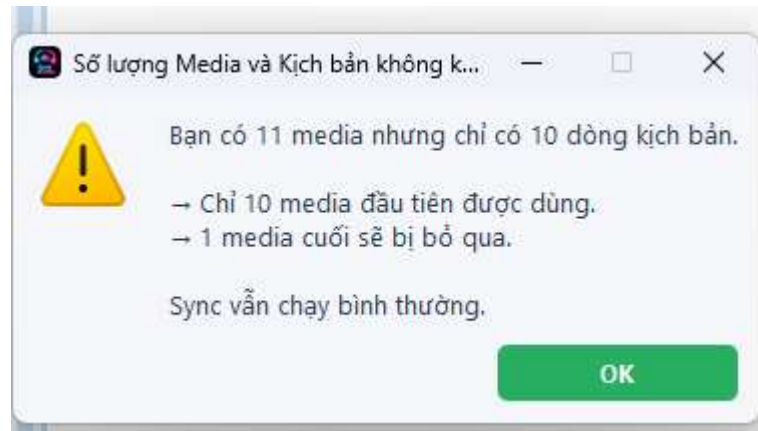 Số lượng Media và Kịch bản không k...
Bạn có 11 media nhưng chỉ có 10 dòng kịch bản.
→ Chỉ 10 media đầu tiên được dùng.
→ 1 media cuối sẽ bị bỏ qua.
Sync vẫn chạy bình thường.
OK